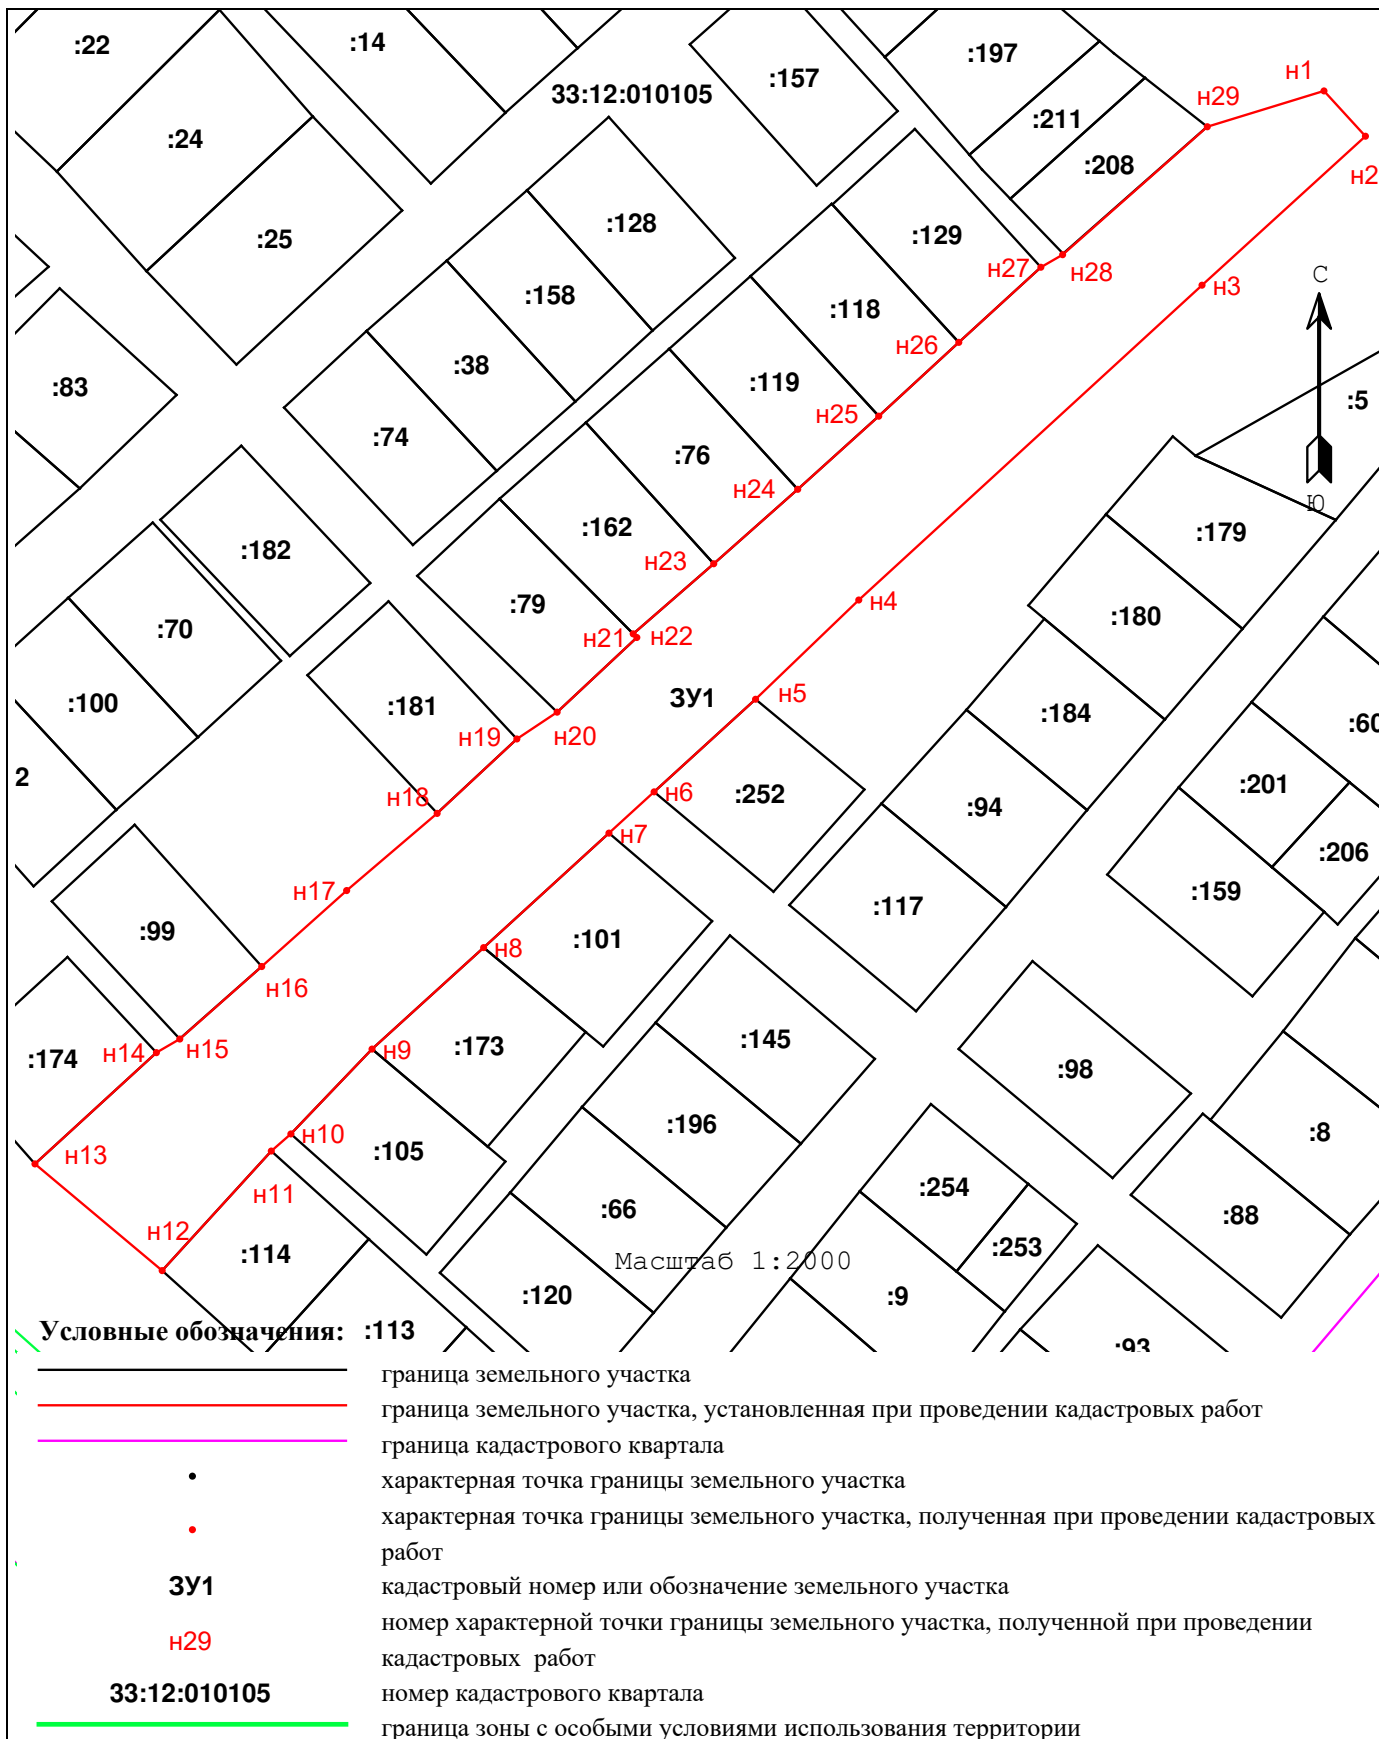 :22
:14
:197
н1
:157
33:12:010105
н29
:211
:24
н2
:208
:128
:129
:25
н27
н28
С
н3
:158
:118
н26
:38
:119
:83
:5
н25
:74
:76
н24
Ю
:162
:179
:182
н23
н4
:79
:180
:70
н21
н22
ЗУ1
н5
:100
:181
:184
:60
н19
н20
2
н6
:201
н18
:252
:94
н7
:206
н17
:159
:117
:99
:101
н8
н16
:145
:173
н9
н14
н15
:174
:98
:196
н10
:8
:105
н13
н11
:254
:66
:88
н12
:253
:114
Масштаб 1:2000
:120
:9
Условные обозначения:
:113
:93
граница земельного участка
граница земельного участка, установленная при проведении кадастровых работ
граница кадастрового квартала
характерная точка границы земельного участка
характерная точка границы земельного участка, полученная при проведении кадастровых
работ
ЗУ1 кадастровый номер или обозначение земельного участка
номер характерной точки границы земельного участка, полученной при проведении
н29
кадастровых работ
33:12:010105 номер кадастрового квартала
граница зоны с особыми условиями использования территории